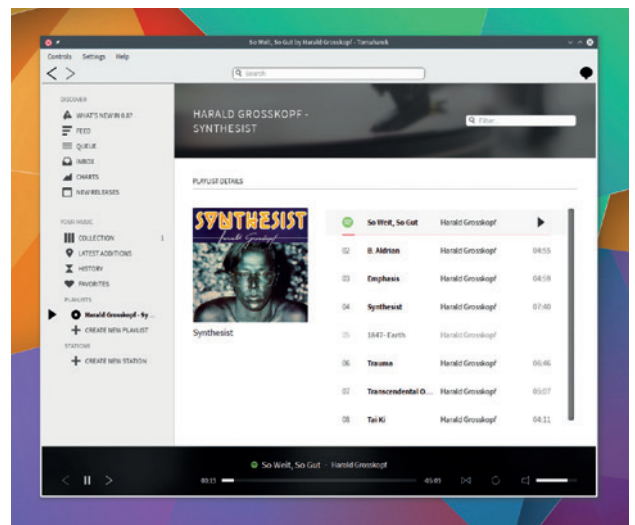 So Weit, So Gut by Harald Grosskopf - Tomahawk
Controls Settings Help
Search
DISCOVER
WHAT'S NEW IN 0.8?
FEED
QUEUE
INBOX
CHARTS
NEW RELEASES
YOUR MUSIC
COLLECTION 1
LATEST ADDITIONS
HISTORY
FAVORITES
PLAYLISTS
Harald Grosskopf - Sy ...
CREATE NEW PLAYLIST
STATIONS
CREATE NEW STATION
HARALD GROSSKOPF -
SYNTHESIST
Filter...
PLAYLIST DETAILS
SYNTHESIST
Harald Grosskopf
Synthesist
So Weit, So Gut Harald Grosskopf
02 B. Aldrian Harald Grosskopf 04:55
03 Emphasis Harald Grosskopf 04:59
04 Synthesist Harald Grosskopf 07:40
05 1847- Earth Harald Grosskopf
06 Trauma Harald Grosskopf 06:46
07 Transcendental O... Harald Grosskopf 05:07
08 Tai Ki Harald Grosskopf 04:11
So Weit, So Gut - Harald Grosskopf
00:15 -05:09